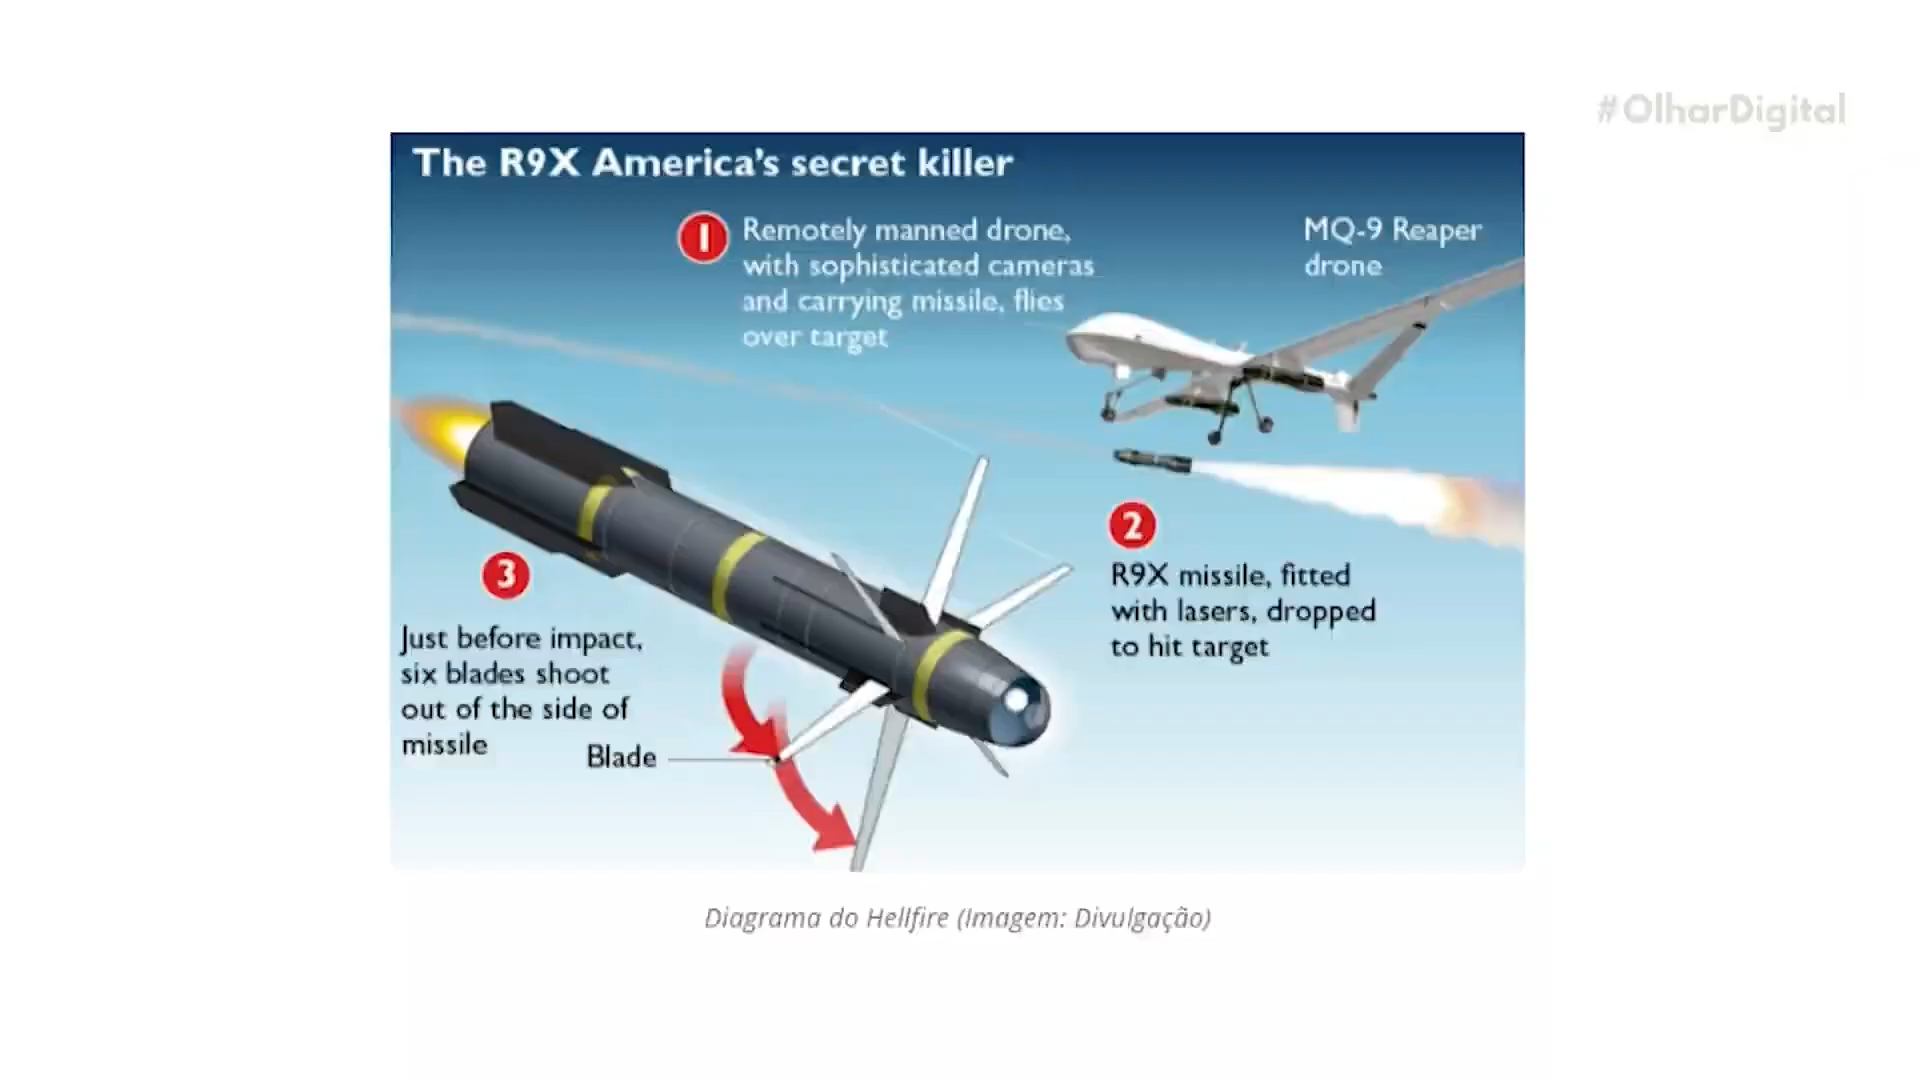 #OlharDigital
The R9X America's secret killer
1
Remotely manned drone,
with sophisticated cameras
and carrying missile, flies
over target
MQ-9 Reaper
drone
2
R9X missile, fitted
with lasers, dropped
to hit target
3
Just before impact,
six blades shoot
out of the side of
missile
Blade
Diagrama do Hellfire (Imagem: Divulgação)